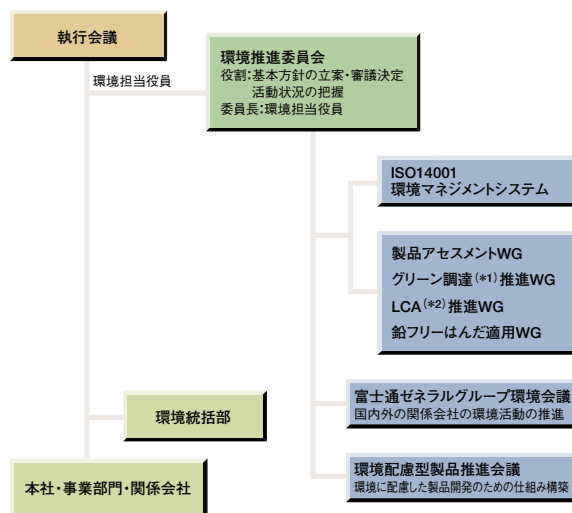 執行会議
環境担当役員
環境推進委員会
役割:基本方針の立案・審議決定
活動状況の把握
委員長:環境担当役員
ISO14001
環境マネジメントシステム
製品アセスメントWG
グリーン調達(*1)推進WG
LCA(*2)推進WG
鉛フリーはんだ適用WG
富士通ゼネラルグループ環境会議
国内外の関係会社の環境活動の推進
環境統括部
環境配慮型製品推進会議
環境に配慮した製品開発のための仕組み構築
本社・事業部門・関係会社